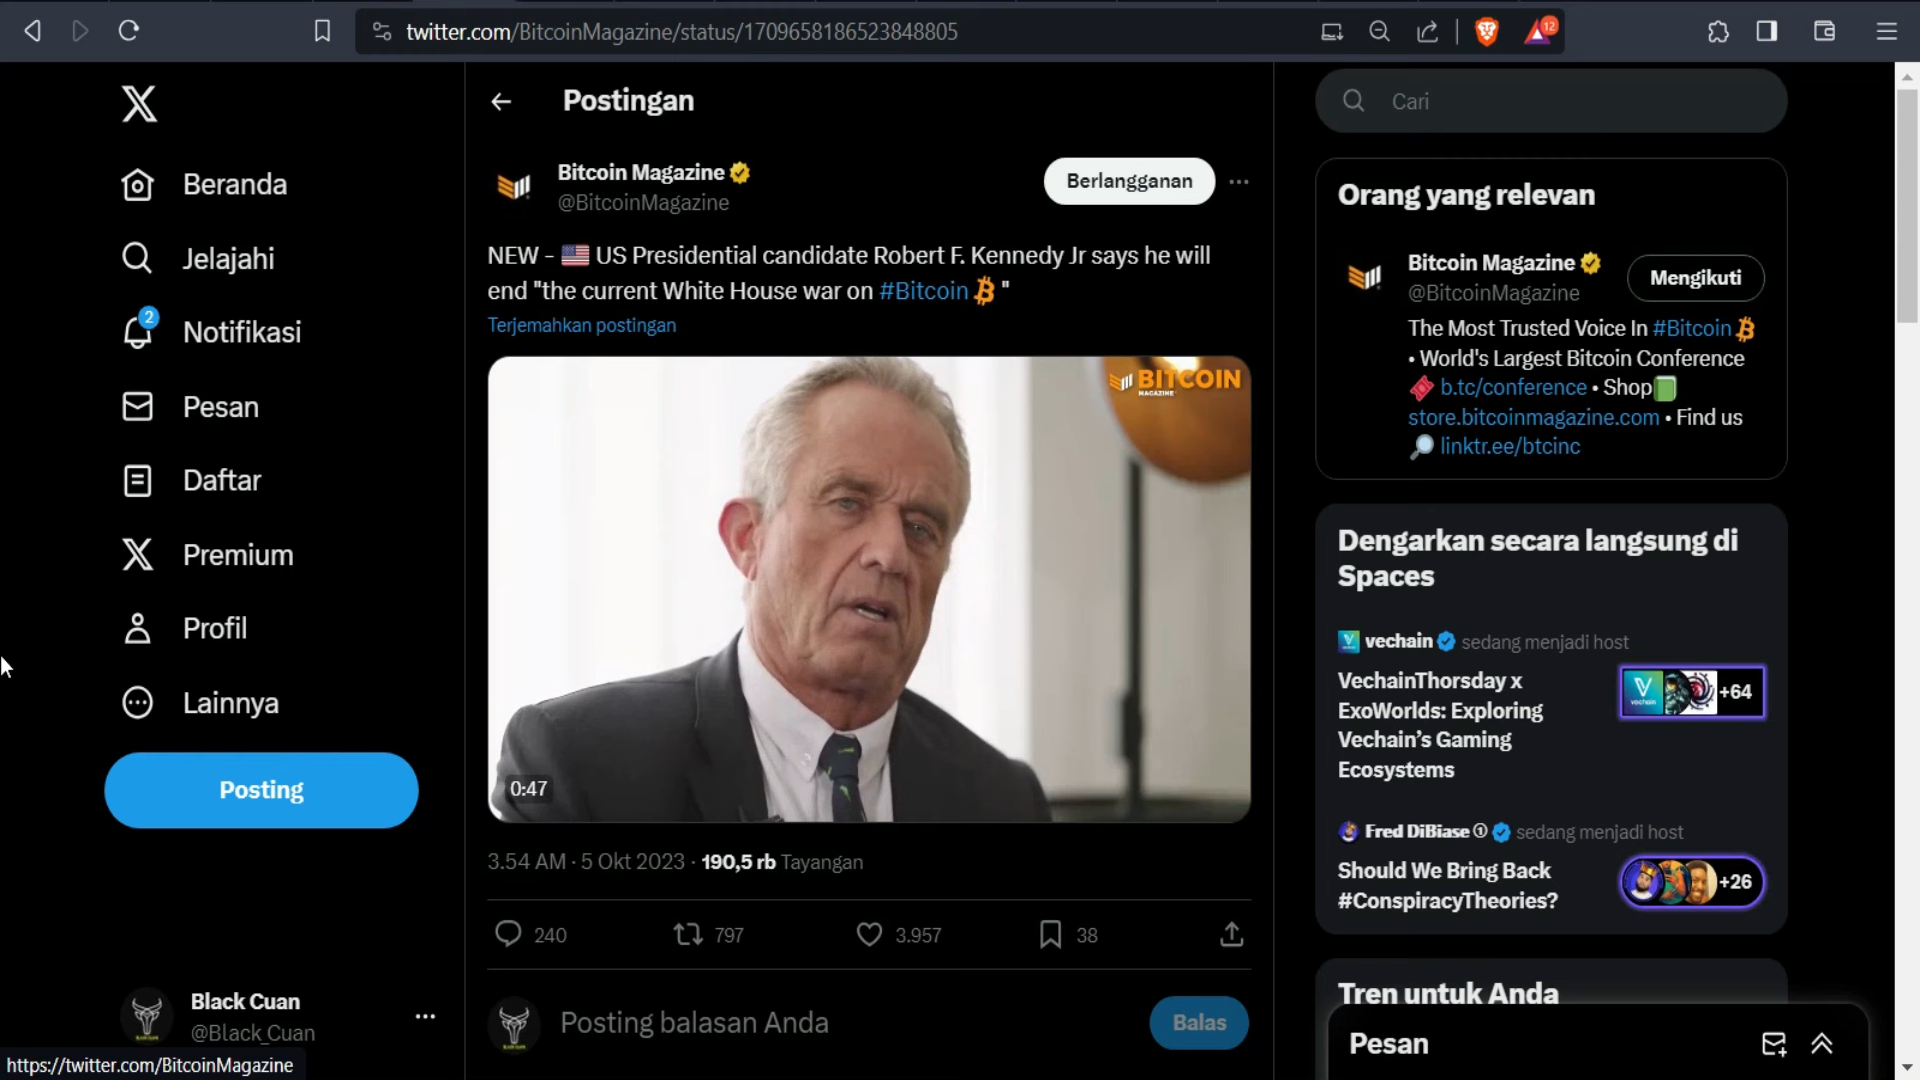 twitter.com/BitcoinMagazine/status/1709658186523848805
12
X
Beranda
Jelajahi
2
Notifikasi
Pesan
Daftar
Premium
Profil
Lainnya
Posting
Black Cuan
@Black_Cuan
https://twitter.com/BitcoinMagazine
Postingan
Bitcoin Magazine
@BitcoinMagazine
Berlangganan
NEW - 🇺🇸 US Presidential candidate Robert F. Kennedy Jr says he will
end "the current White House war on #Bitcoin "
Terjemahkan postingan
BITCOIN
MAGAZINE
0:47
3.54 AM · 5 Okt 2023 · 190,5 rb Tayangan
240
797
3.957
38
Posting balasan Anda
Balas
Cari
Orang yang relevan
Bitcoin Magazine
@BitcoinMagazine
Mengikuti
The Most Trusted Voice In #Bitcoin
• World's Largest Bitcoin Conference
🎟️ b.tc/conference • Shop📗
store.bitcoinmagazine.com • Find us
🔎 linktr.ee/btcinc
Dengarkan secara langsung di
Spaces
vechain sedang menjadi host
VechainThorsday x
ExoWorlds: Exploring
Vechain’s Gaming
Ecosystems
vechain
+64
Fred DiBiase ① sedang menjadi host
Should We Bring Back
#ConspiracyTheories?
+26
Tren untuk Anda
Pesan